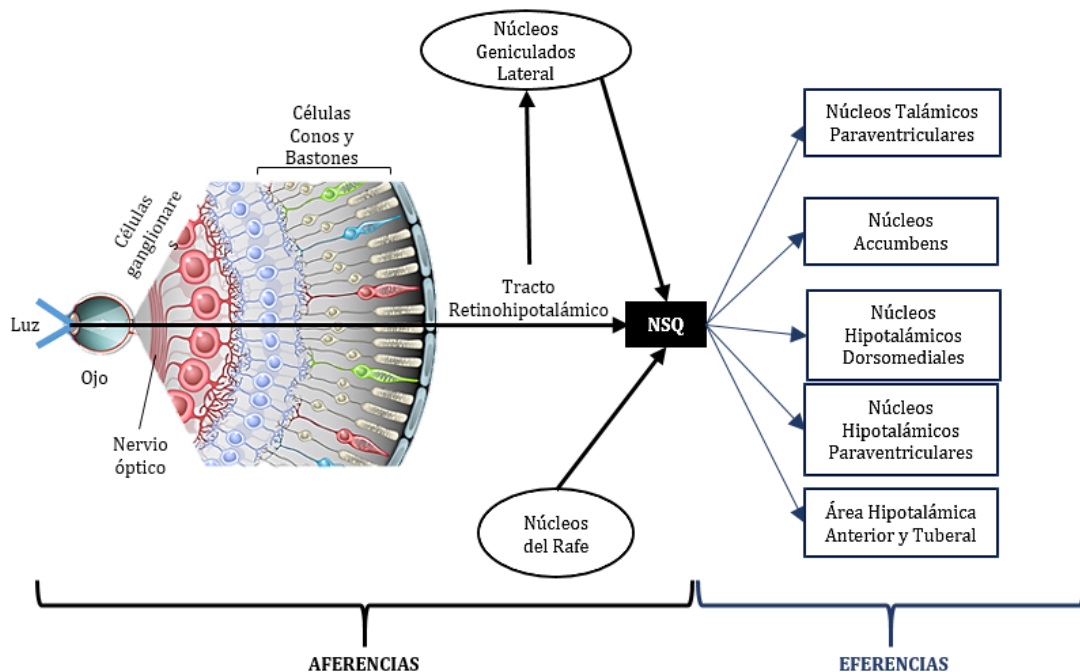 Núcleos
Geniculados
Lateral
Células
Conos y
Bastones
Células
ganglionare
s
Luz
Ojo
Nervio
óptico
Tracto
Retinohipotalámico
NSQ
Núcleos
del Rafe
Núcleos Talámicos
Paraventriculares
Núcleos
Accumbens
Núcleos
Hipotalámicos
Dorsomediales
Núcleos
Hipotalámicos
Paraventriculares
Área Hipotalámica
Anterior y Tuberal
AFERENCIAS
EFERENCIAS